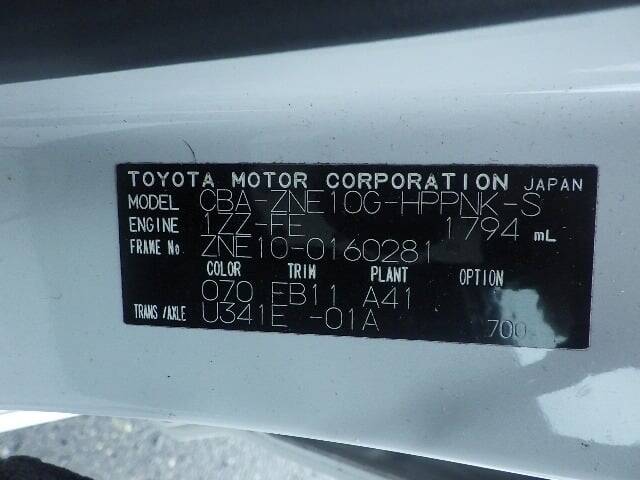 TOYOTA MOTOR CORPORATION JAPAN
MODEL CBA-ZNE10G-HPPNK-S
ENGINE 1ZZ-FE 1794 mL
FRAME No. ZNE10-0160281
COLOR TRIM PLANT OPTION
070 EB11 A41
TRANS/AXLE U341E -01A 700